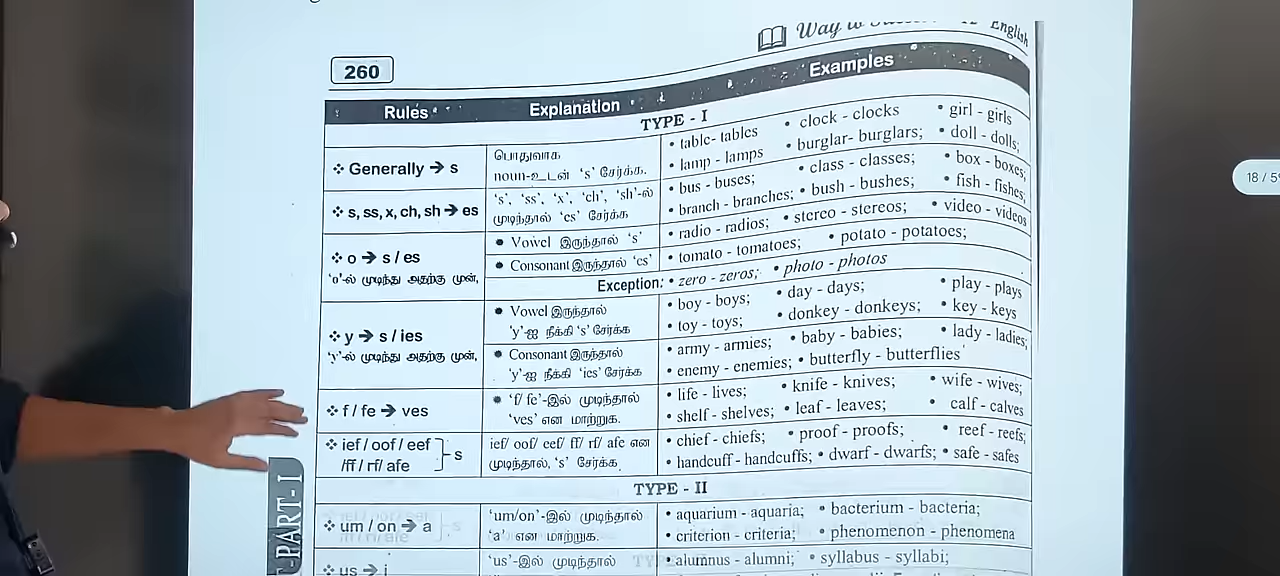 Way to English
260
Rules Explanation Examples
TYPE - I
❖ Generally ➔ s
பொதுவாக
noun-உடன் ‘s’ சேர்க்க.
• table- tables • clock - clocks • girl - girls
• lamp - lamps • burglar- burglars; • doll - dolls;
❖ s, ss, x, ch, sh ➔ es
‘s’, ‘ss’, ‘x’, ‘ch’, ‘sh’-ல்
முடிந்தால் ‘es’ சேர்க்க
• bus - buses; • class - classes; • box - boxes;
• branch - branches; • bush - bushes; • fish - fishes;
❖ o ➔ s / es
‘o’-ல் முடிந்து அதற்கு முன்,
● Vowel இருந்தால் ‘s’
• radio - radios; • stereo - stereos; • video - videos
● Consonant இருந்தால் ‘es’
• tomato - tomatoes; • potato - potatoes;
Exception: • zero - zeros; • photo - photos
❖ y ➔ s / ies
‘y’-ல் முடிந்து அதற்கு முன்,
● Vowel இருந்தால்
‘y’-ஐ நீக்கி ‘s’ சேர்க்க
• boy - boys; • day - days; • play - plays
• toy - toys; • donkey - donkeys; • key - keys
● Consonant இருந்தால்
‘y’-ஐ நீக்கி ‘ies’ சேர்க்க
• army - armies; • baby - babies; • lady - ladies;
• enemy - enemies; • butterfly - butterflies
❖ f / fe ➔ ves
● ‘f/ fe’-இல் முடிந்தால்
‘ves’ என மாற்றுக.
• life - lives; • knife - knives; • wife - wives;
• shelf - shelves; • leaf - leaves; • calf - calves
❖ ief / oof / eef
/ff / rf/ afe ] s
ief/ oof/ eef/ ff/ rf/ afe என
முடிந்தால், ‘s’ சேர்க்க.
• chief - chiefs; • proof - proofs; • reef - reefs;
• handcuff - handcuffs; • dwarf - dwarfs; • safe - safes
TYPE - II
❖ um / on ➔ a
‘um/on’-இல் முடிந்தால்
‘a’ என மாற்றுக.
• aquarium - aquaria; • bacterium - bacteria;
• criterion - criteria; • phenomenon - phenomena
❖ us ➔ i
‘us’-இல் முடிந்தால்
• alumnus - alumni; • syllabus - syllabi;
PART- I
18 / 59